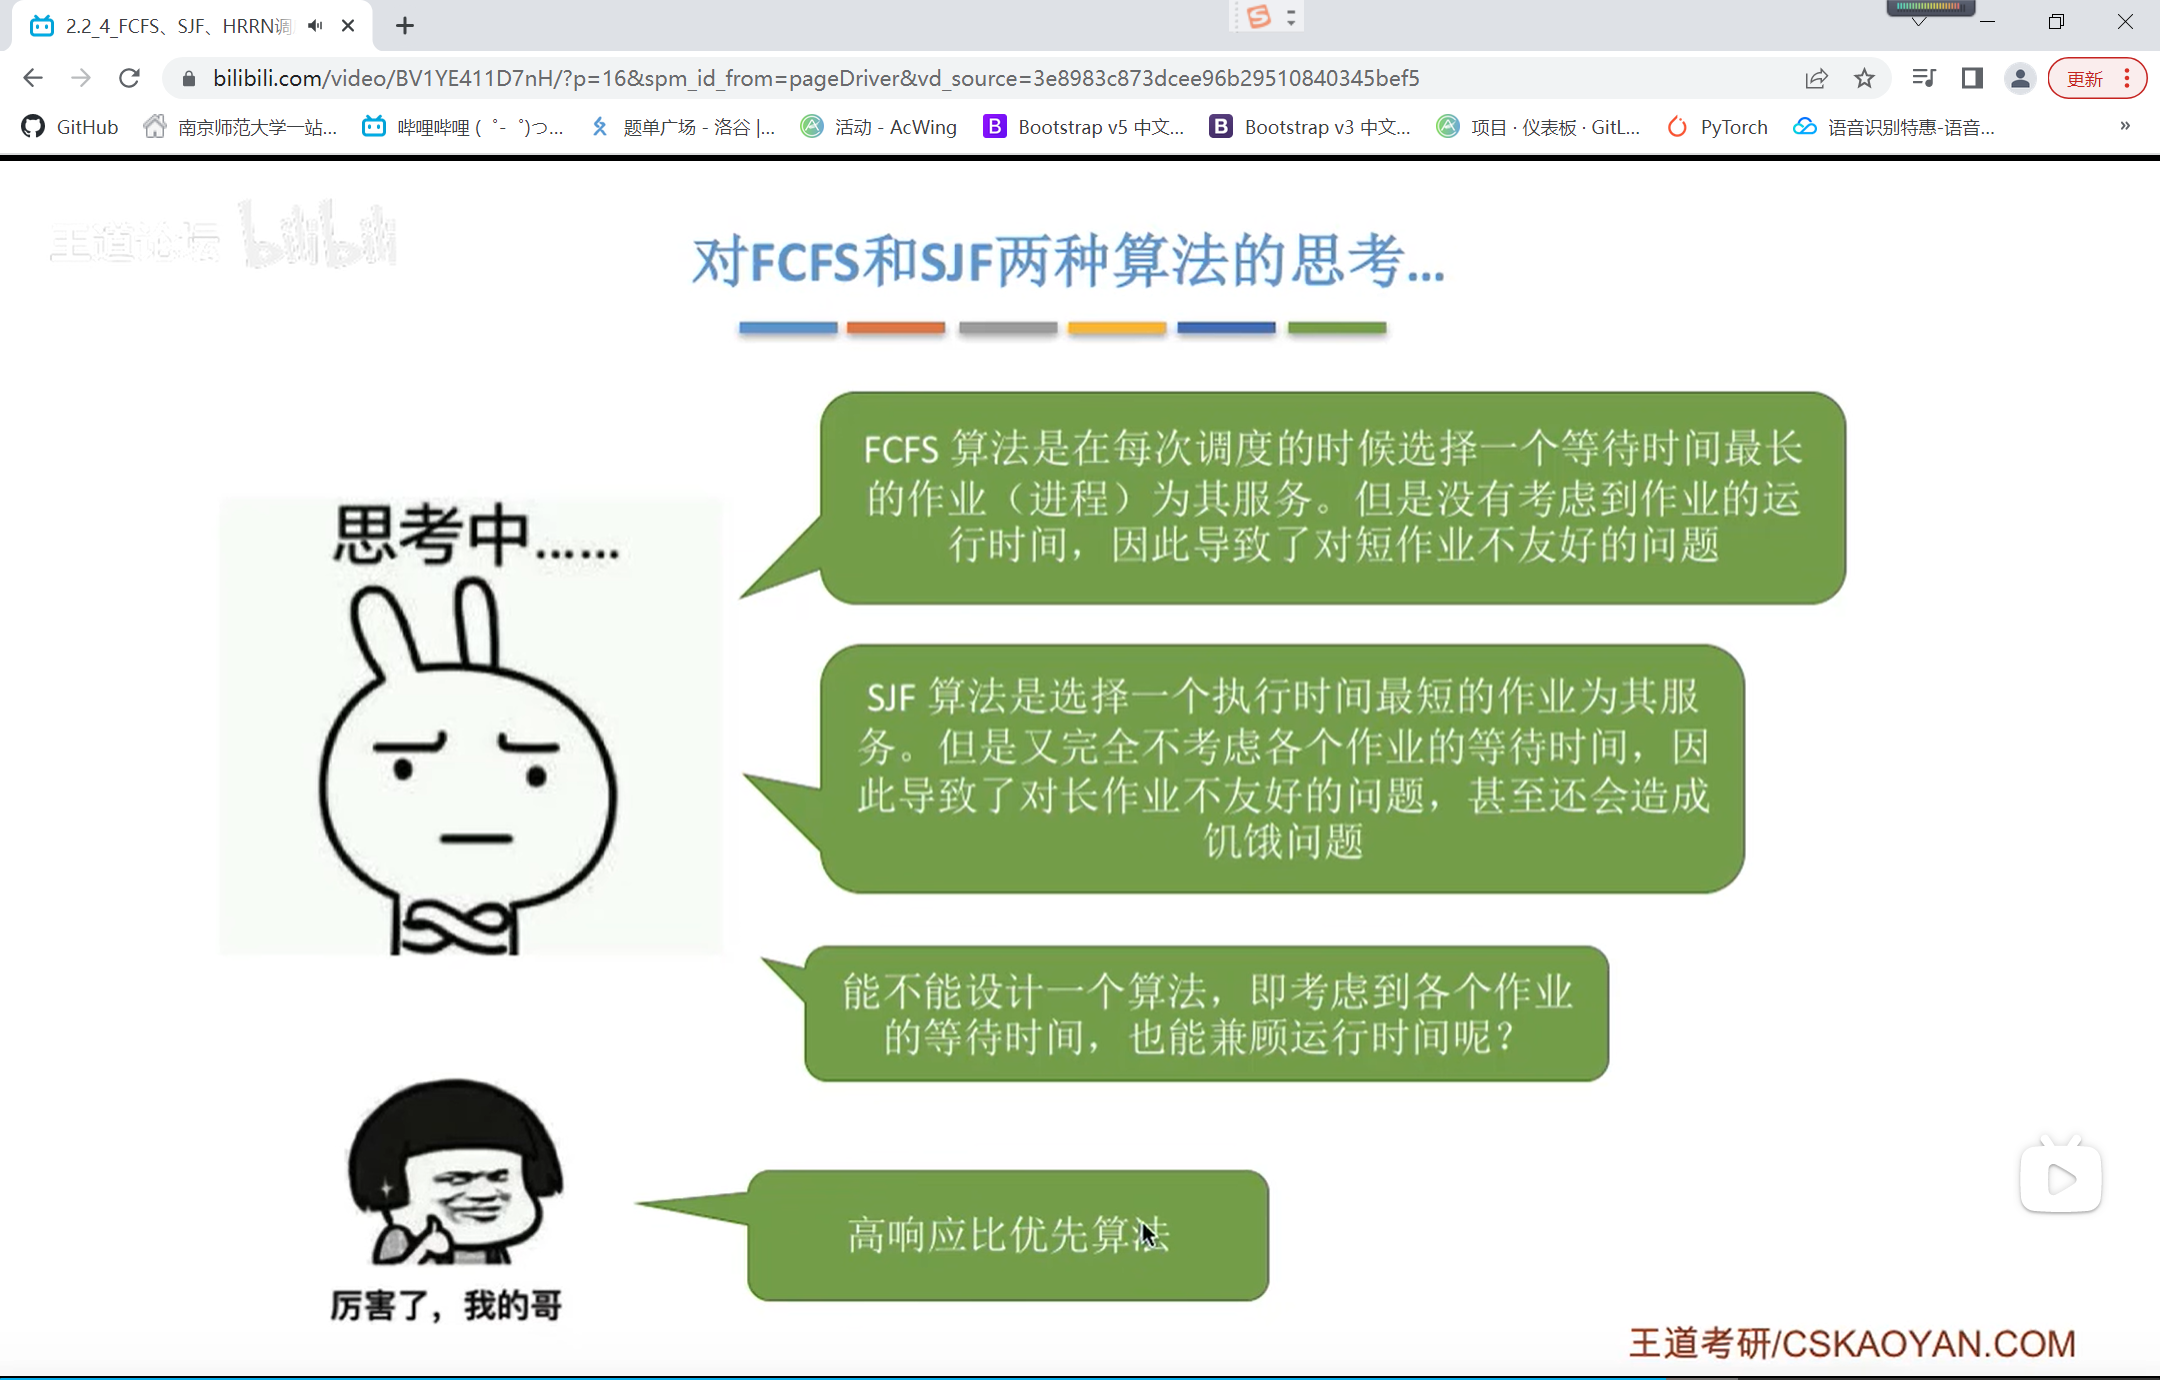 2.2_4_FCFS、SJF、HRRN调
bilibili.com/video/BV1YE411D7nH/?p=16&spm_id_from=pageDriver&vd_source=3e8983c873dcee96b29510840345bef5
更新
GitHub
南京师范大学一站...
哔哩哔哩 ( ゜- ゜)つ...
题单广场 - 洛谷 |...
活动 - AcWing
Bootstrap v5 中文...
Bootstrap v3 中文...
项目 · 仪表板 · GitL...
PyTorch
语音识别特惠-语音...
»
王道论坛 bilibili
对FCFS和SJF两种算法的思考...
FCFS 算法是在每次调度的时候选择一个等待时间最长
的作业（进程）为其服务。但是没有考虑到作业的运
行时间，因此导致了对短作业不友好的问题
思考中......
SJF 算法是选择一个执行时间最短的作业为其服
务。但是又完全不考虑各个作业的等待时间，因
此导致了对长作业不友好的问题，甚至还会造成
饥饿问题
能不能设计一个算法，即考虑到各个作业
的等待时间，也能兼顾运行时间呢？
高响应比优先算法
厉害了，我的哥
王道考研/CSKAOYAN.COM